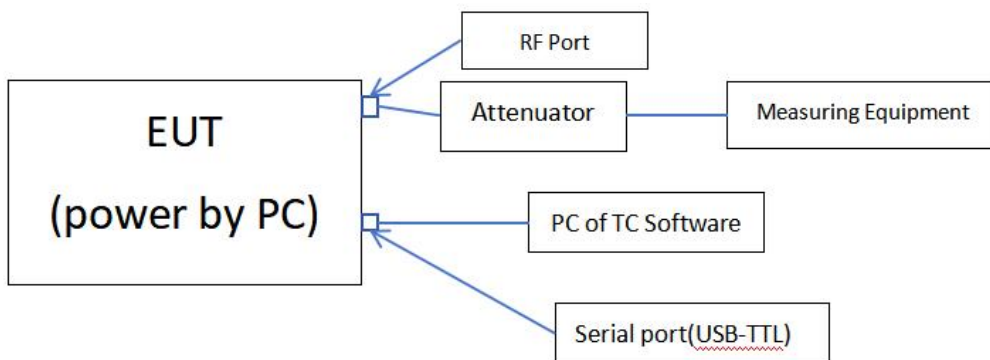 RF Port
EUT
(power by PC)
Attenuator
Measuring Equipment
PC of TC Software
Serial port(USB-TTL)